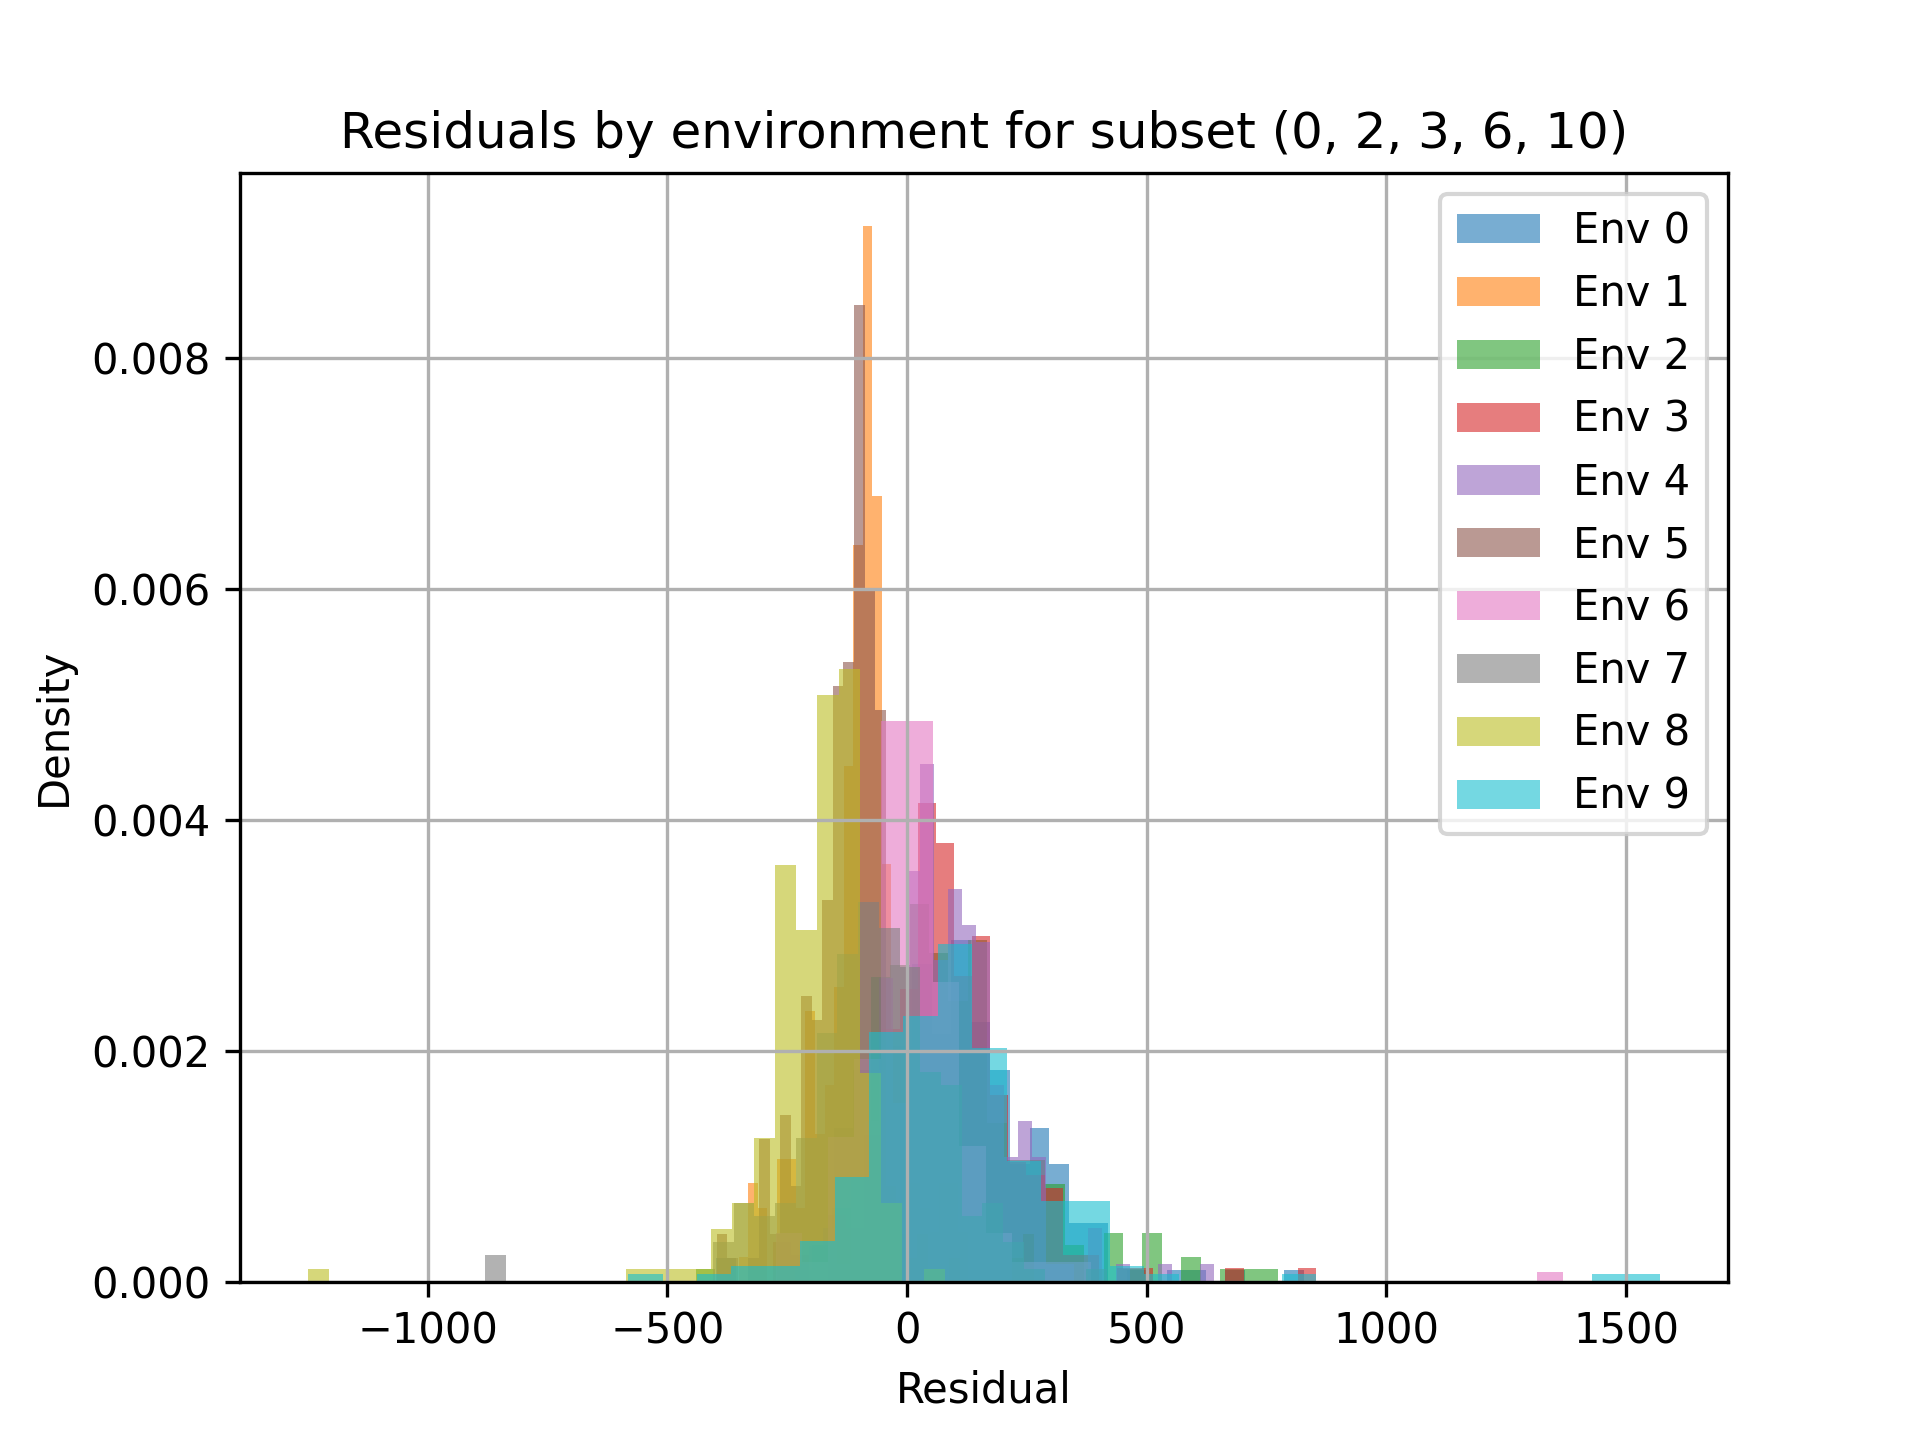 Residuals by environment for subset (0, 2, 3, 6, 10)
Env 0
Env 1
Env 2
Env 3
Env 4
Env 5
Env 6
Env 7
Env 8
Env 9
Density
0.008
0.006
0.004
0.002
0.000
−1000 −500 0 500 1000 1500
Residual